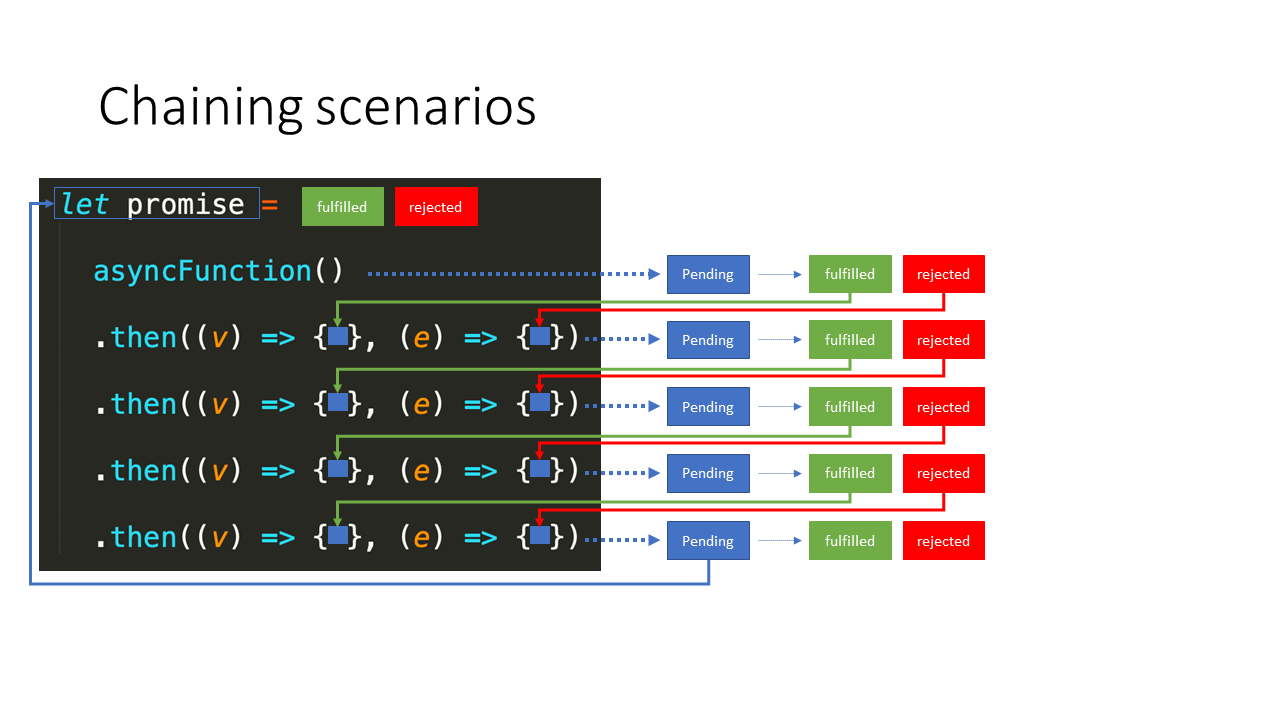 Chaining scenarios
let promise = fulfilled rejected
asyncFunction() Pending fulfilled rejected
.then((v) => {}, (e) => {}) Pending fulfilled rejected
.then((v) => {}, (e) => {}) Pending fulfilled rejected
.then((v) => {}, (e) => {}) Pending fulfilled rejected
.then((v) => {}, (e) => {}) Pending fulfilled rejected